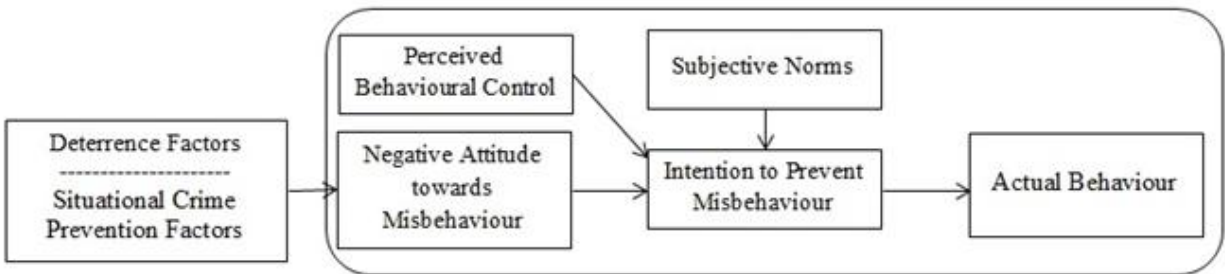 Deterrence Factors
---------------------
Situational Crime
Prevention Factors
Perceived
Behavioural Control
Negative Attitude
towards
Misbehaviour
Subjective Norms
Intention to Prevent
Misbehaviour
Actual Behaviour